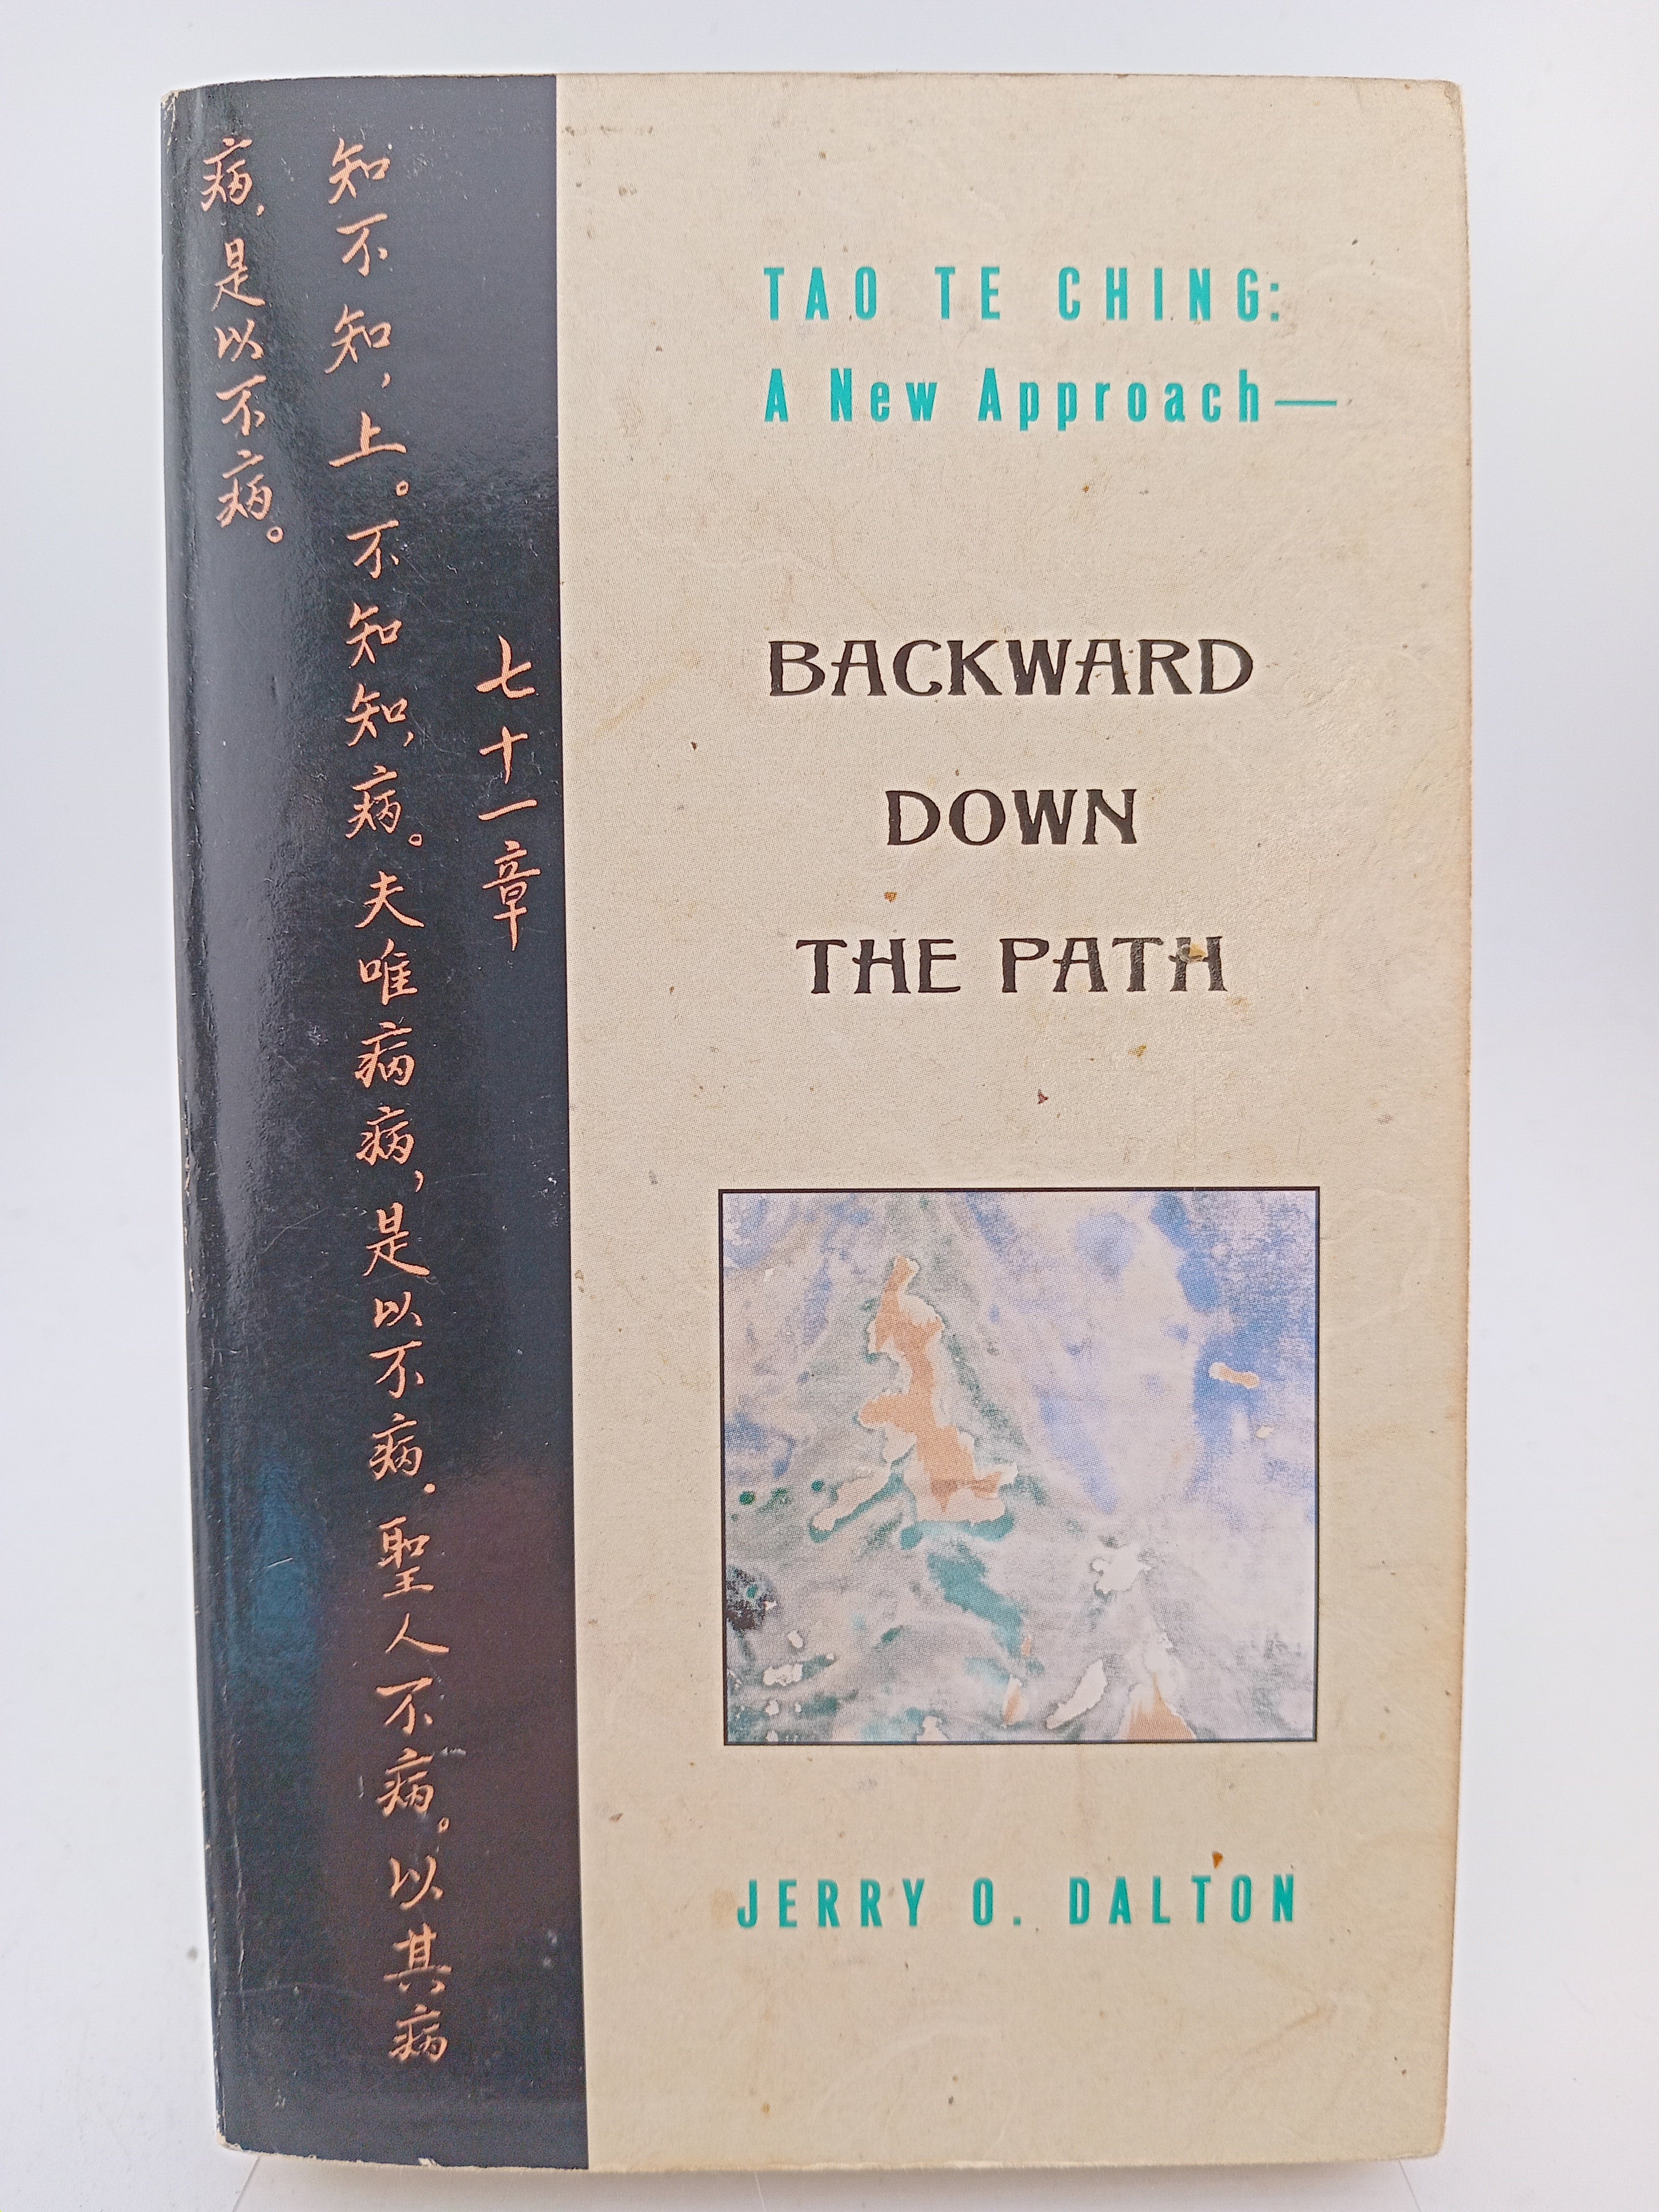 七十一章
知不知，上。不知知，病。夫唯病病，是以不病．聖人不病。以其病
病，是以不病。
TAO TE CHING:
A New Approach—
BACKWARD
DOWN
THE PATH
JERRY O. DALTON